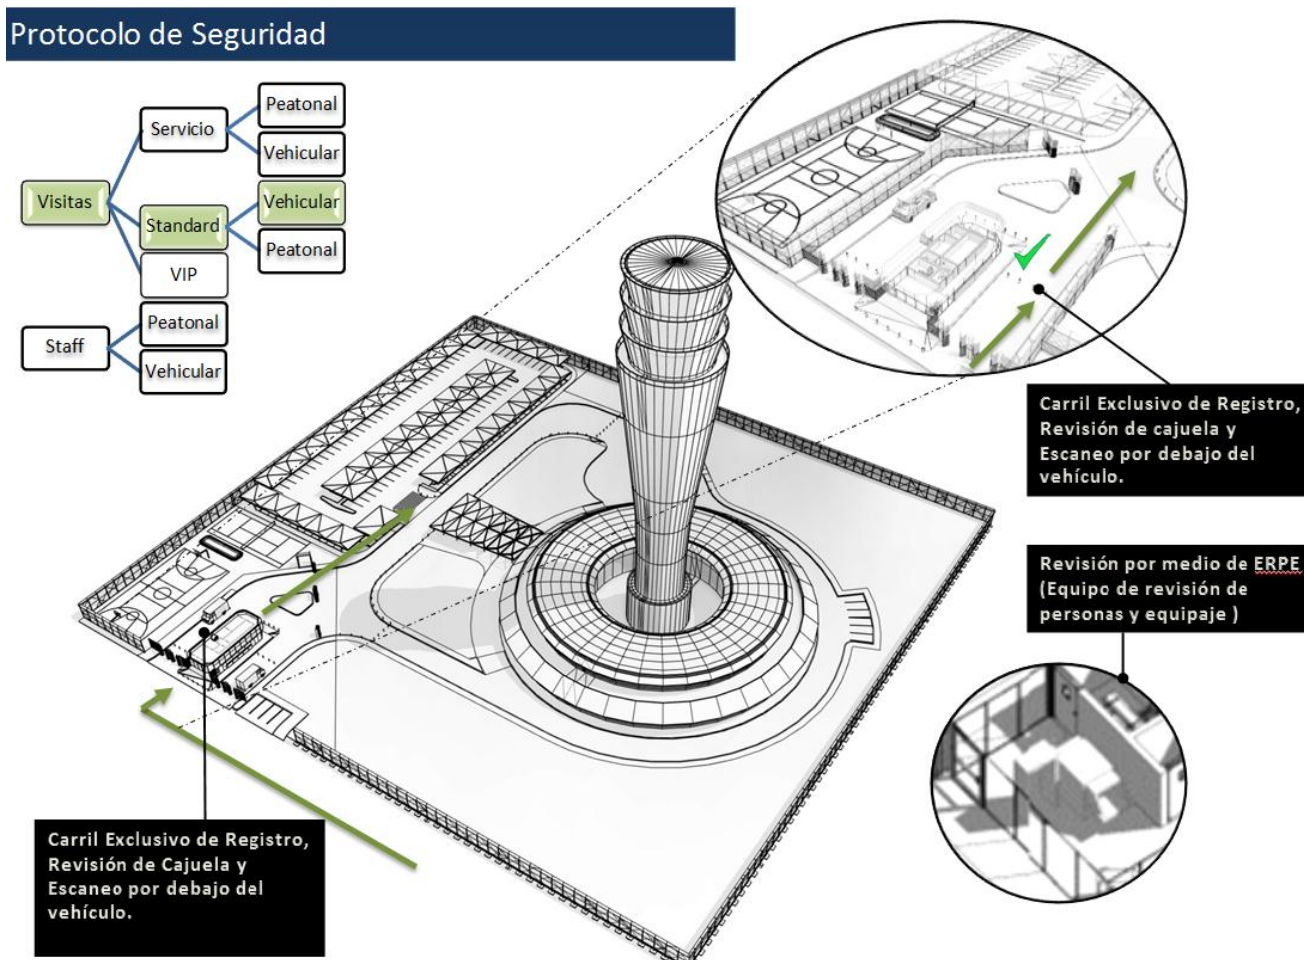 Protocolo de Seguridad
Peatonal
Servicio
Vehicular
Visitas
Vehicular
Standard
Peatonal
VIP
Peatonal
Staff
Vehicular
Carril Exclusivo de Registro,
Revisión de cajuela y
Escaneo por debajo del
vehículo.
Revisión por medio de ERPE
(Equipo de revisión de
personas y equipaje )
Carril Exclusivo de Registro,
Revisión de Cajuela y
Escaneo por debajo del
vehículo.